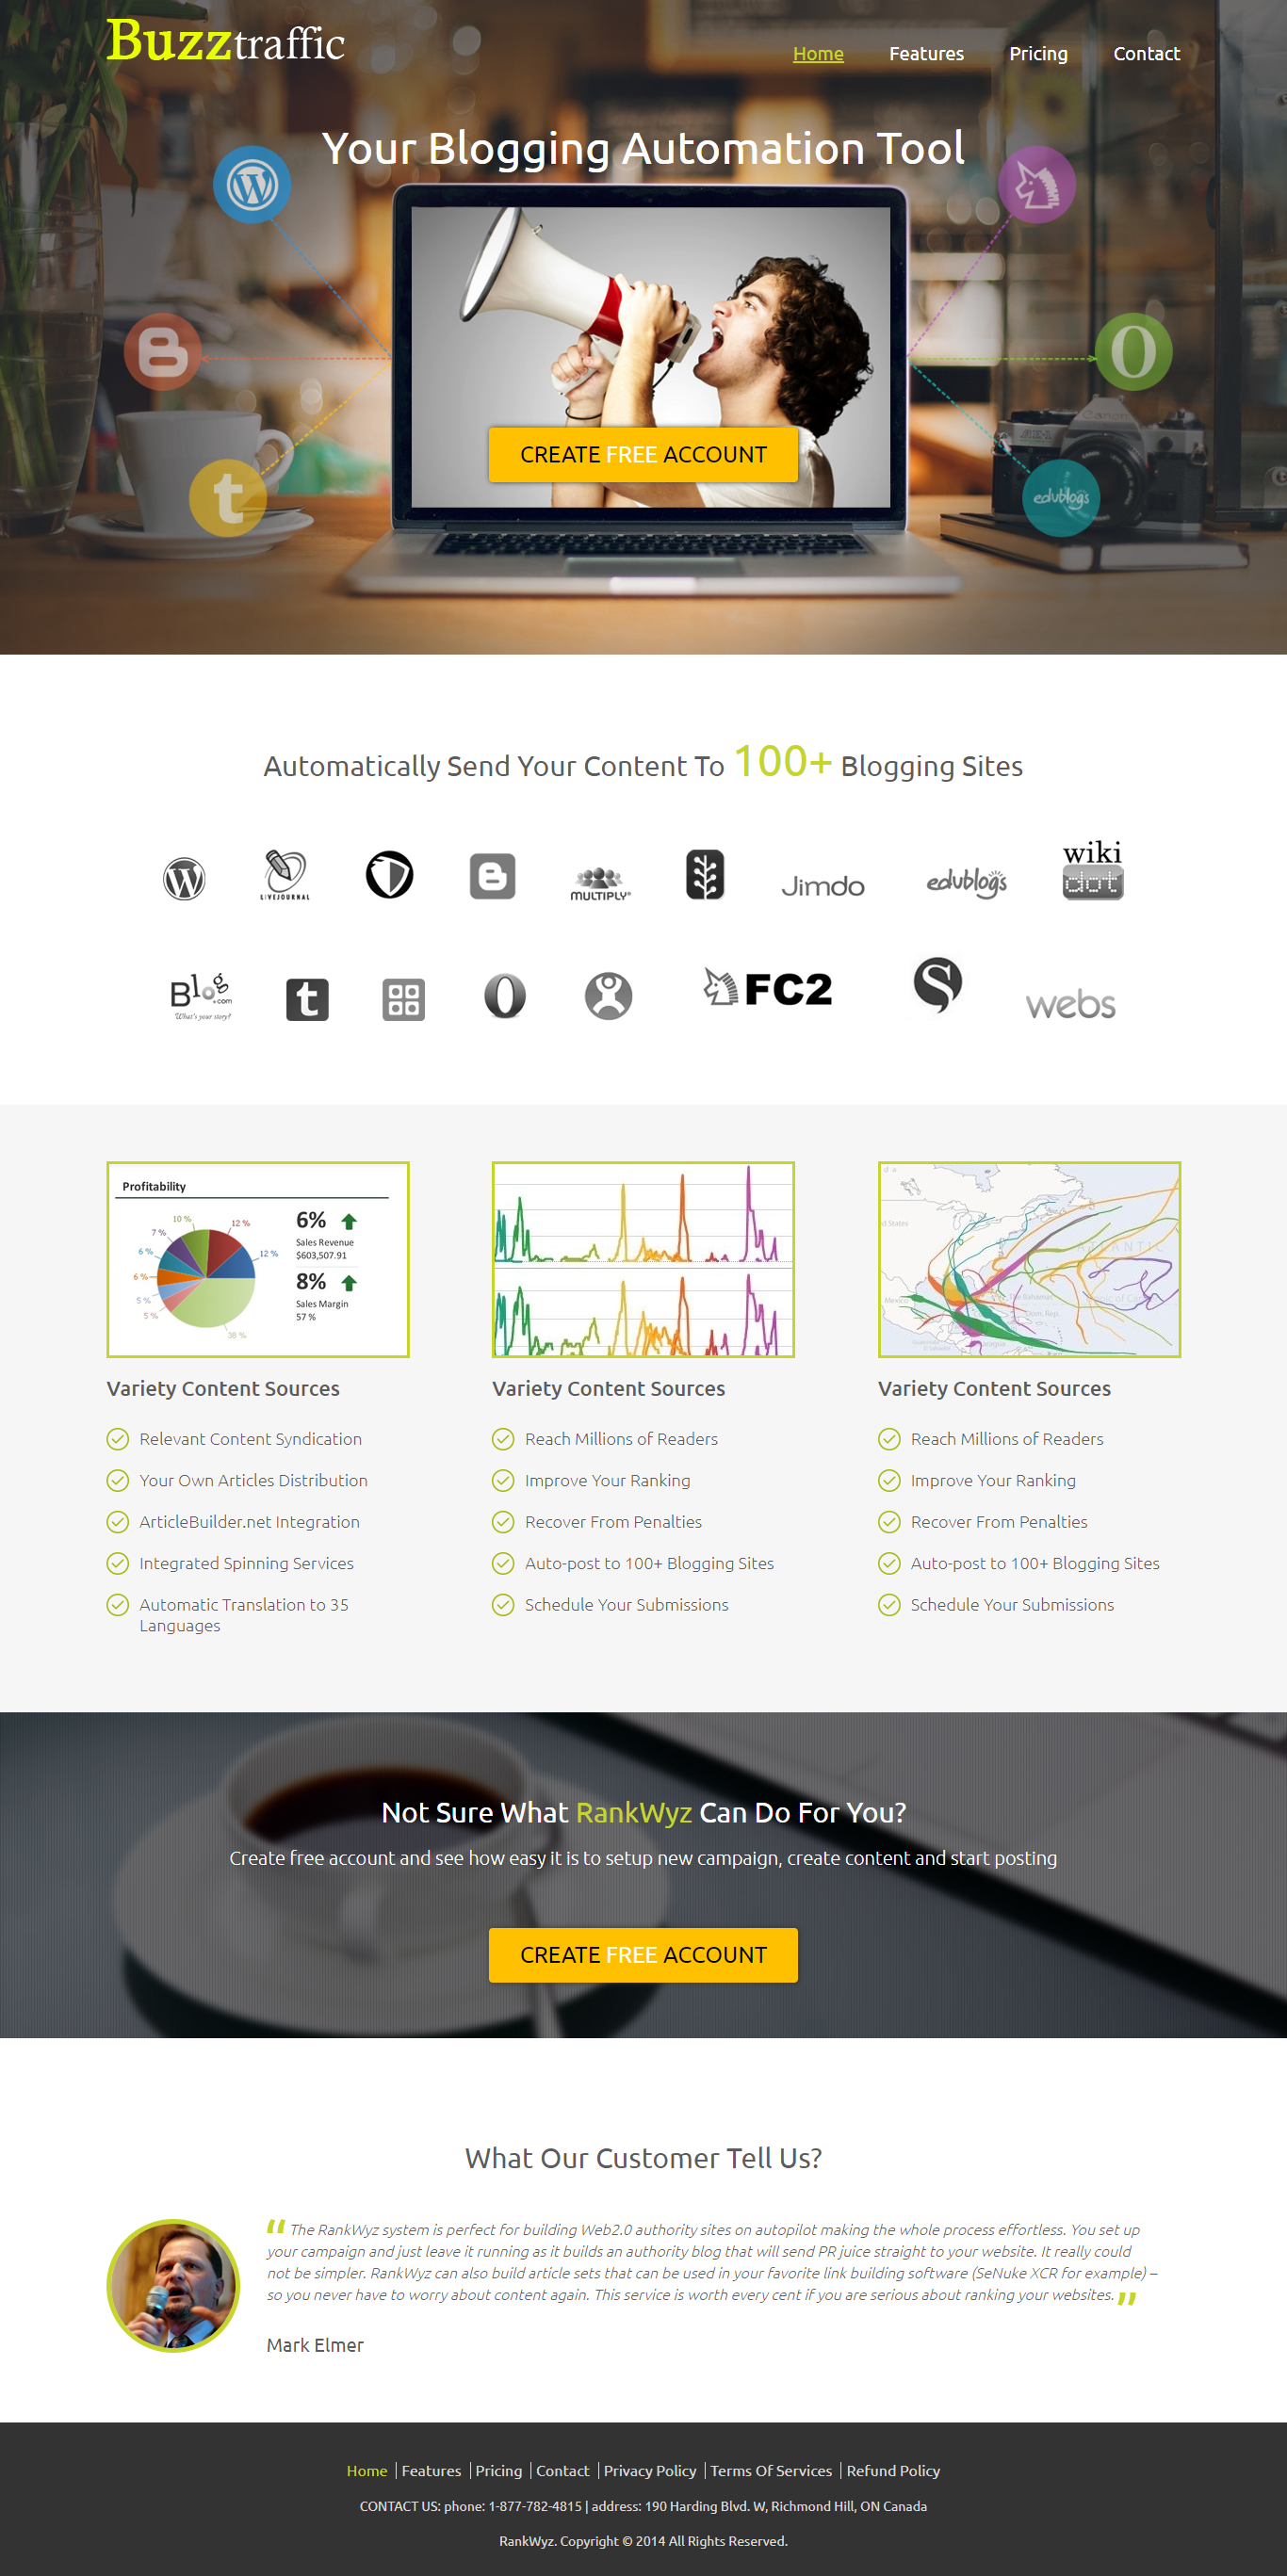 Buzztraffic
Home Features Pricing Contact
Your Blogging Automation Tool
edublogs
CREATE FREE ACCOUNT
Automatically Send Your Content To 100+ Blogging Sites
LIVEJOURNAL
MULTIPLY
Jimdo
edublogs
wiki
dot
Blog.com
What's your story?
FC2
webs
Profitability
10 %
12 %
7 %
6 %
12 %
6 %
5 %
5 %
38 %
6%
Sales Revenue
$603,507.91
8%
Sales Margin
57 %
d States
ATLANTIC
Mexico
The Bahamas
Dom. Rep.
Variety Content Sources
Relevant Content Syndication
Your Own Articles Distribution
ArticleBuilder.net Integration
Integrated Spinning Services
Automatic Translation to 35
Languages
Variety Content Sources
Reach Millions of Readers
Improve Your Ranking
Recover From Penalties
Auto-post to 100+ Blogging Sites
Schedule Your Submissions
Variety Content Sources
Reach Millions of Readers
Improve Your Ranking
Recover From Penalties
Auto-post to 100+ Blogging Sites
Schedule Your Submissions
Not Sure What RankWyz Can Do For You?
Create free account and see how easy it is to setup new campaign, create content and start posting
CREATE FREE ACCOUNT
What Our Customer Tell Us?
“ The RankWyz system is perfect for building Web2.0 authority sites on autopilot making the whole process effortless. You set up
your campaign and just leave it running as it builds an authority blog that will send PR juice straight to your website. It really could
not be simpler. RankWyz can also build article sets that can be used in your favorite link building software (SeNuke XCR for example) –
so you never have to worry about content again. This service is worth every cent if you are serious about ranking your websites. ”
Mark Elmer
Home | Features | Pricing | Contact | Privacy Policy | Terms Of Services | Refund Policy
CONTACT US: phone: 1-877-782-4815 | address: 190 Harding Blvd. W, Richmond Hill, ON Canada
RankWyz. Copyright © 2014 All Rights Reserved.